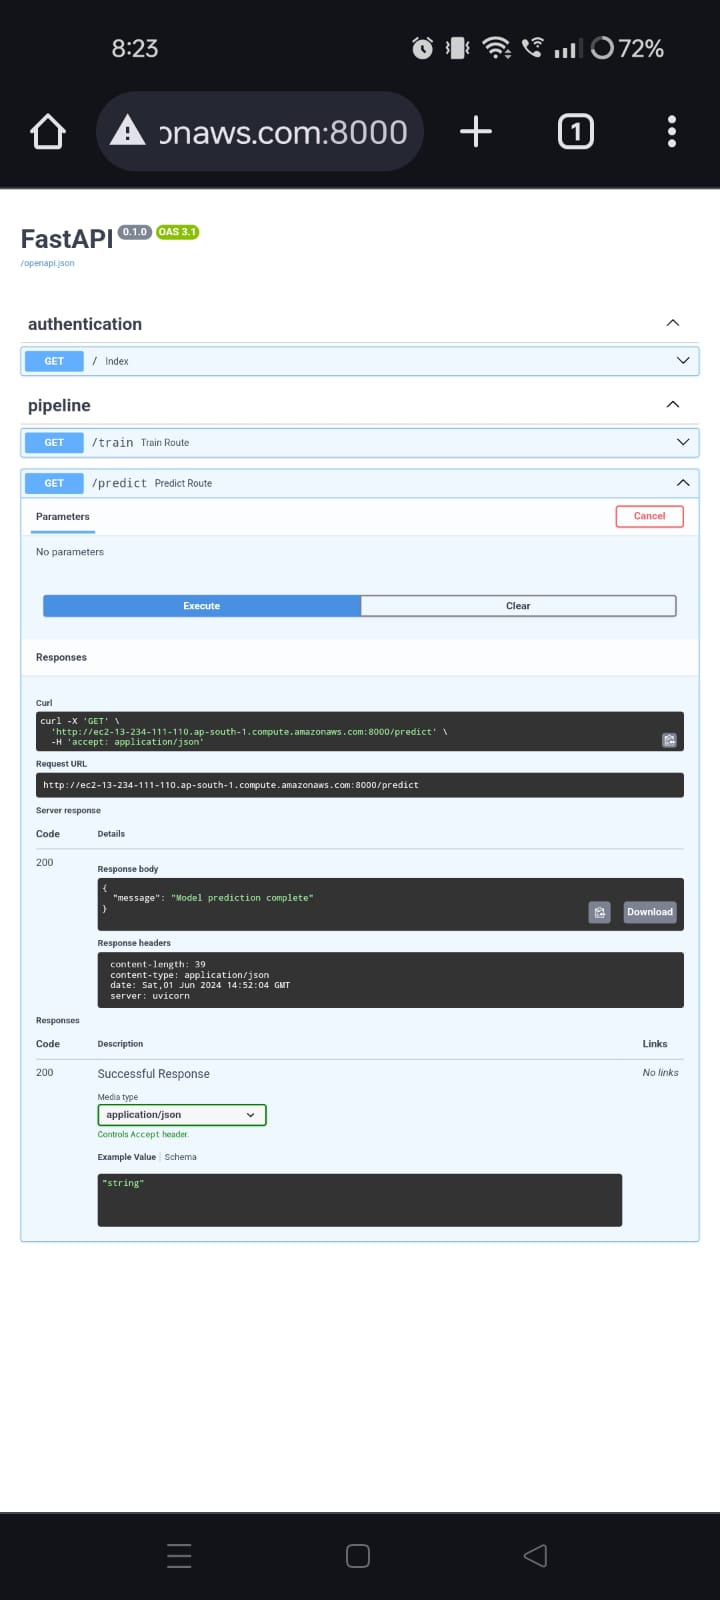 8:23
72%
onaws.com:8000
1
FastAPI 0.1.0 OAS 3.1
/openapi.json
authentication
GET / Index
pipeline
GET /train Train Route
GET /predict Predict Route
Parameters
Cancel
No parameters
Execute
Clear
Responses
Curl
curl -X 'GET' \
'http://ec2-13-234-111-110.ap-south-1.compute.amazonaws.com:8000/predict' \
-H 'accept: application/json'
Request URL
http://ec2-13-234-111-110.ap-south-1.compute.amazonaws.com:8000/predict
Server response
Code Details
200
Response body
{
"message": "Model prediction complete"
}
Download
Response headers
content-length: 39
content-type: application/json
date: Sat,01 Jun 2024 14:52:04 GMT
server: uvicorn
Responses
Code Description Links
200 Successful Response No links
Media type
application/json
Controls Accept header.
Example Value | Schema
"string"